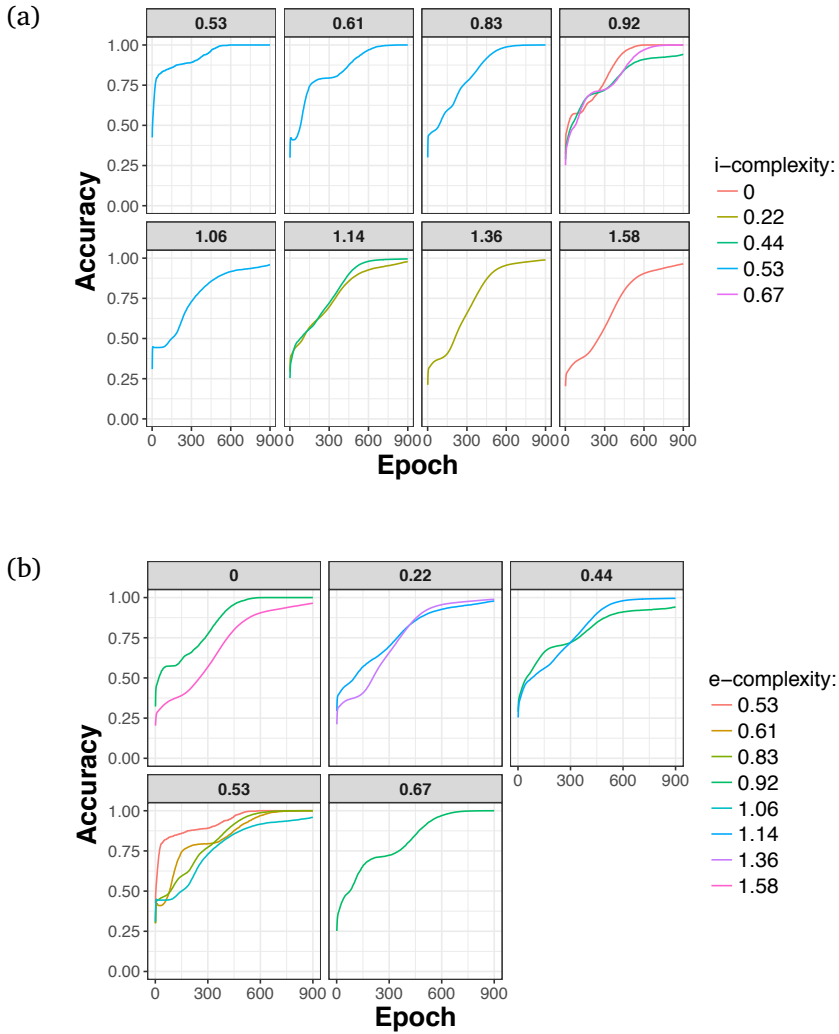 (a)
0.53 0.61 0.83 0.92
1.00
0.75
0.50
0.25
0.00
1.06 1.14 1.36 1.58
1.00
0.75
0.50
0.25
0.00
Accuracy
0 300 600 900 0 300 600 900 0 300 600 900 0 300 600 900
Epoch
i−complexity:
0
0.22
0.44
0.53
0.67
(b)
0 0.22 0.44
1.00
0.75
0.50
0.25
0.00
0 300 600 900
0.53 0.67
1.00
0.75
0.50
0.25
0.00
Accuracy
0 300 600 900 0 300 600 900
Epoch
e−complexity:
0.53
0.61
0.83
0.92
1.06
1.14
1.36
1.58